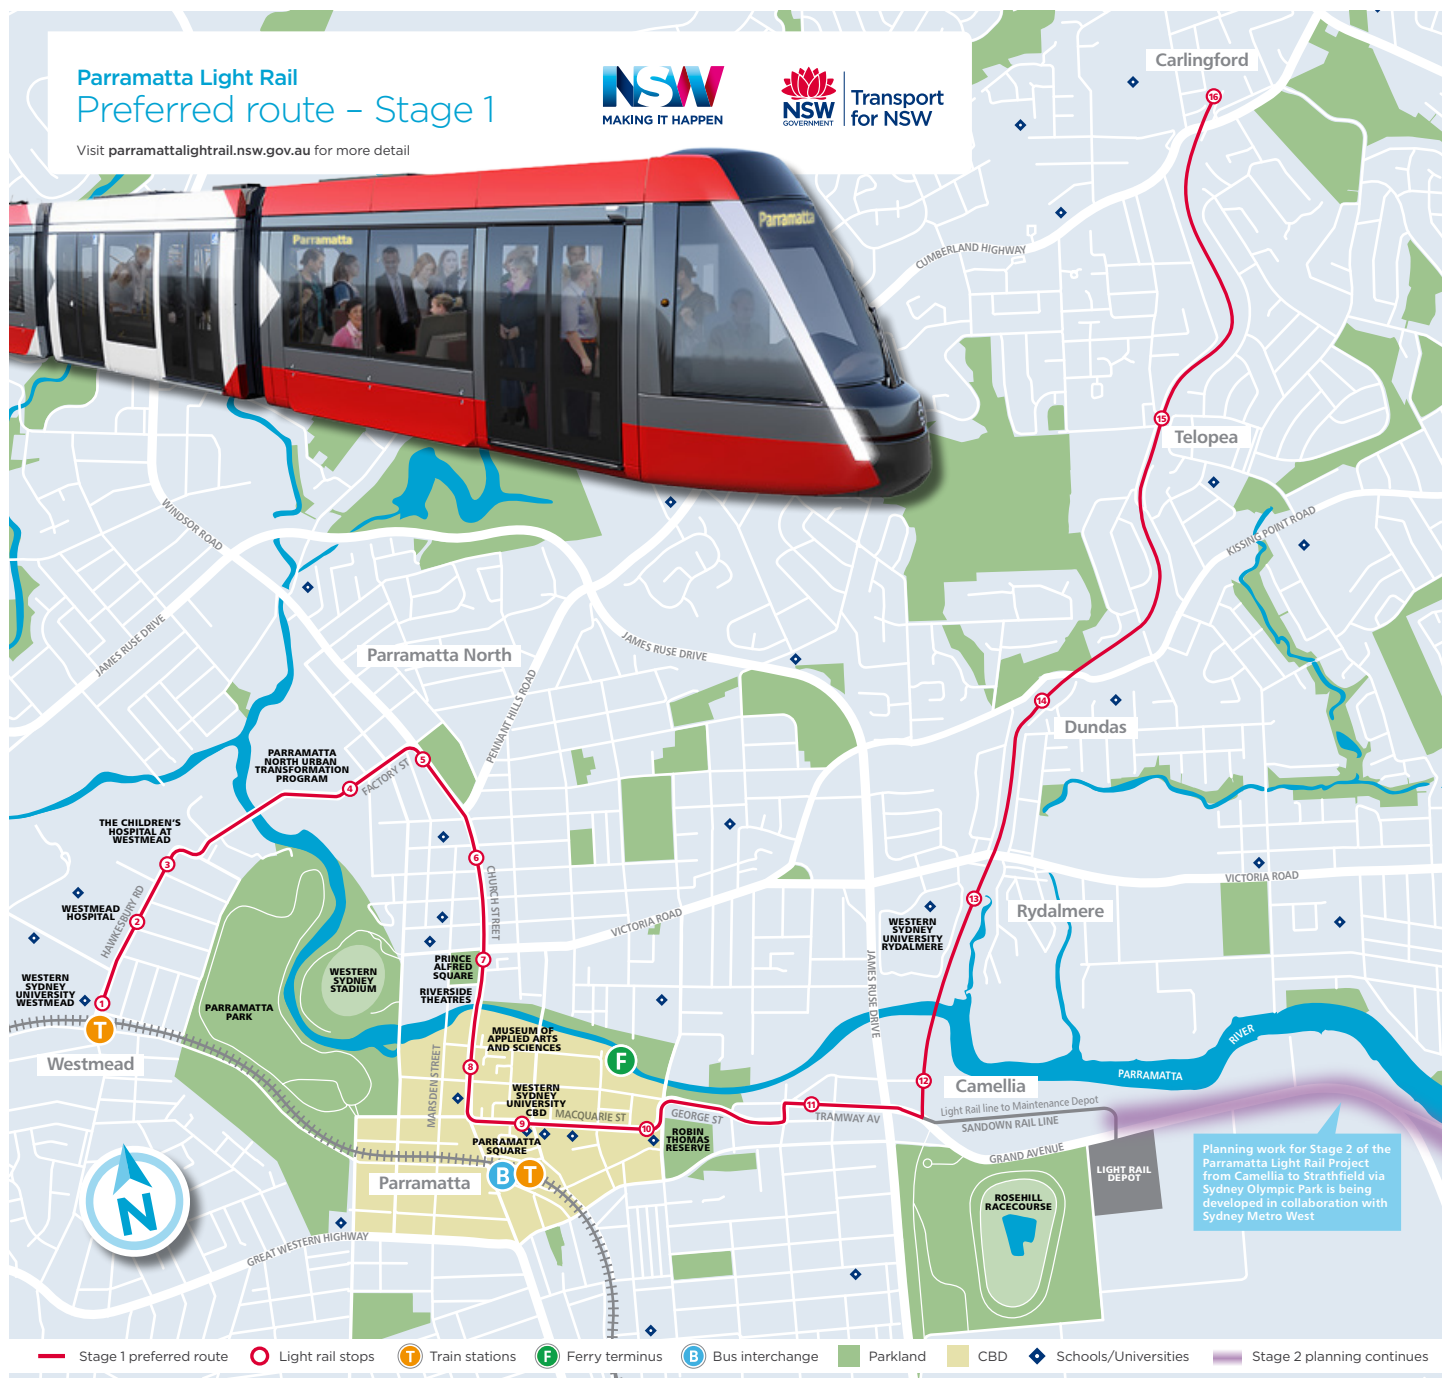 Parramatta Light Rail
Preferred route – Stage 1
Visit parramattalightrail.nsw.gov.au for more detail
NSW
MAKING IT HAPPEN
NSW
GOVERNMENT
Transport
for NSW
Carlingford
16
Parramatta
Parramatta
CUMBERLAND HIGHWAY
15
Telopea
WINDSOR ROAD
KISSING POINT ROAD
JAMES RUSE DRIVE
JAMES RUSE DRIVE
Parramatta North
PENNANT HILLS ROAD
14
Dundas
PARRAMATTA
NORTH URBAN
TRANSFORMATION
PROGRAM
5
4
FACTORY ST
THE CHILDREN'S
HOSPITAL AT
WESTMEAD
3
6
CHURCH STREET
VICTORIA ROAD
WESTMEAD
HOSPITAL
HAWKESBURY RD
2
13
Rydalmere
VICTORIA ROAD
WESTERN
SYDNEY
UNIVERSITY
RYDALMERE
PRINCE
ALFRED
SQUARE
7
JAMES RUSE DRIVE
WESTERN
SYDNEY
UNIVERSITY
WESTMEAD
1
T
WESTERN
SYDNEY
STADIUM
RIVERSIDE
THEATRES
PARRAMATTA
PARK
Westmead
MUSEUM OF
APPLIED ARTS
AND SCIENCES
F
RIVER
PARRAMATTA
MARSDEN STREET
8
12
Camellia
WESTERN
SYDNEY
UNIVERSITY
CBD
MACQUARIE ST
GEORGE ST
11
TRAMWAY AV
Light Rail line to Maintenance Depot
SANDOWN RAIL LINE
9
10
PARRAMATTA
SQUARE
ROBIN
THOMAS
RESERVE
GRAND AVENUE
LIGHT RAIL
DEPOT
Planning work for Stage 2 of the
Parramatta Light Rail Project
from Camellia to Strathfield via
Sydney Olympic Park is being
developed in collaboration with
Sydney Metro West
Parramatta
B
T
ROSEHILL
RACECOURSE
N
GREAT WESTERN HIGHWAY
Stage 1 preferred route
Light rail stops
T
Train stations
F
Ferry terminus
B
Bus interchange
Parkland
CBD
Schools/Universities
Stage 2 planning continues